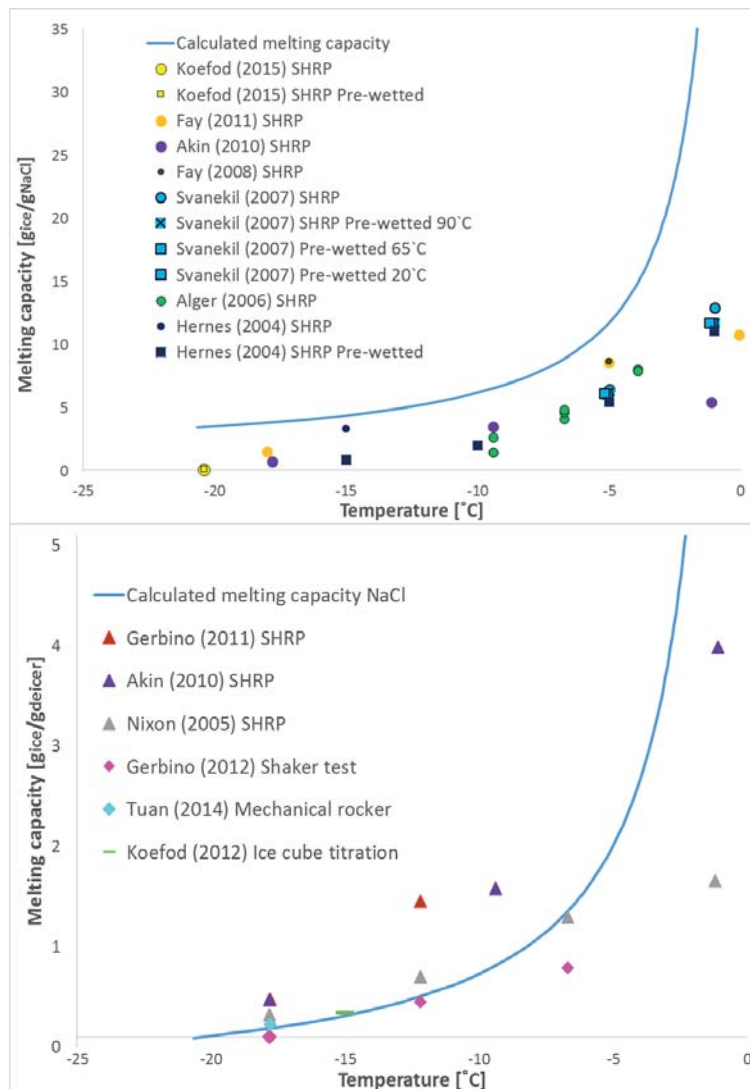 35
30
25
20
15
10
5
0
Melting capacity [gice/gNaCl]
Calculated melting capacity
Koefod (2015) SHRP
Koefod (2015) SHRP Pre-wetted
Fay (2011) SHRP
Akin (2010) SHRP
Fay (2008) SHRP
Svanekil (2007) SHRP
Svanekil (2007) SHRP Pre-wetted 90`C
Svanekil (2007) Pre-wetted 65`C
Svanekil (2007) Pre-wetted 20`C
Alger (2006) SHRP
Hernes (2004) SHRP
Hernes (2004) SHRP Pre-wetted
-25 -20 -15 -10 -5 0
Temperature [˚C]
5
4
3
2
1
0
Melting capacity [gice/gdeicer]
Calculated melting capacity NaCl
Gerbino (2011) SHRP
Akin (2010) SHRP
Nixon (2005) SHRP
Gerbino (2012) Shaker test
Tuan (2014) Mechanical rocker
Koefod (2012) Ice cube titration
-25 -20 -15 -10 -5 0
Temperature [˚C]